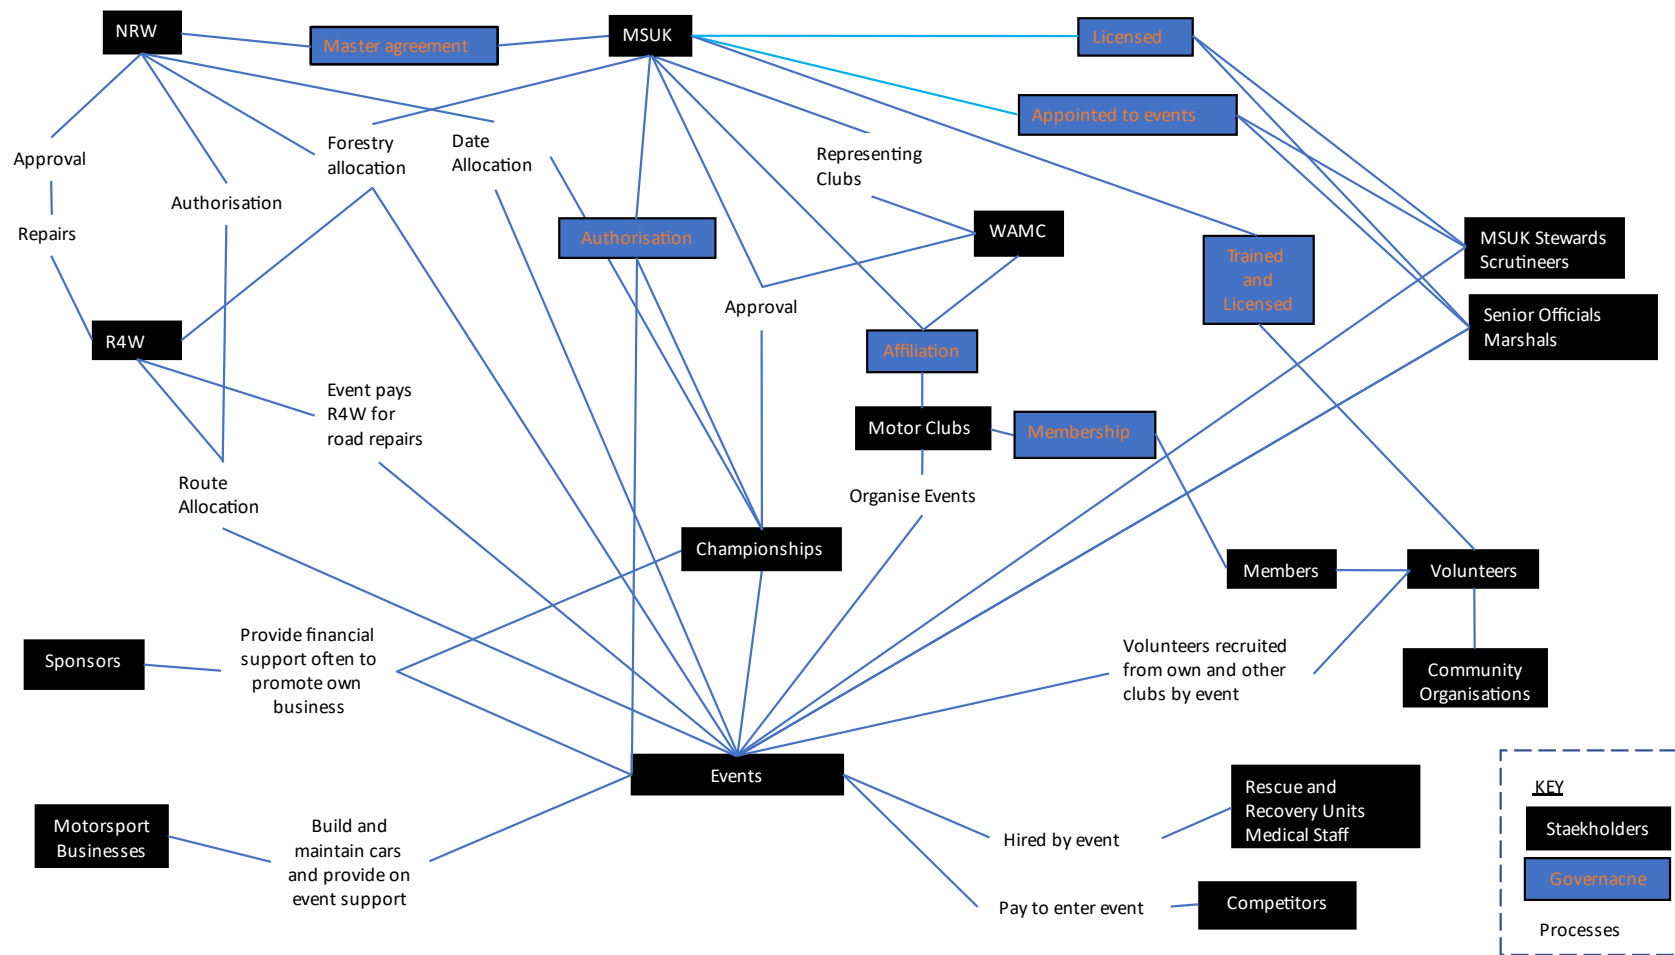 NRW
Master agreement
MSUK
Licensed
Appointed to events
Approval
Forestry
allocation
Date
Allocation
Representing
Clubs
Authorisation
Repairs
Authorisation
WAMC
MSUK Stewards
Scrutineers
Trained
and
Licensed
Approval
Senior Officials
Marshals
R4W
Affiliation
Event pays
R4W for
road repairs
Motor Clubs
Membership
Route
Allocation
Organise Events
Championships
Members
Volunteers
Sponsors
Provide financial
support often to
promote own
business
Volunteers recruited
from own and other
clubs by event
Community
Organisations
Events
Motorsport
Businesses
Build and
maintain cars
and provide on
event support
Hired by event
Rescue and
Recovery Units
Medical Staff
Pay to enter event
Competitors
KEY
Staekholders
Governacne
Processes